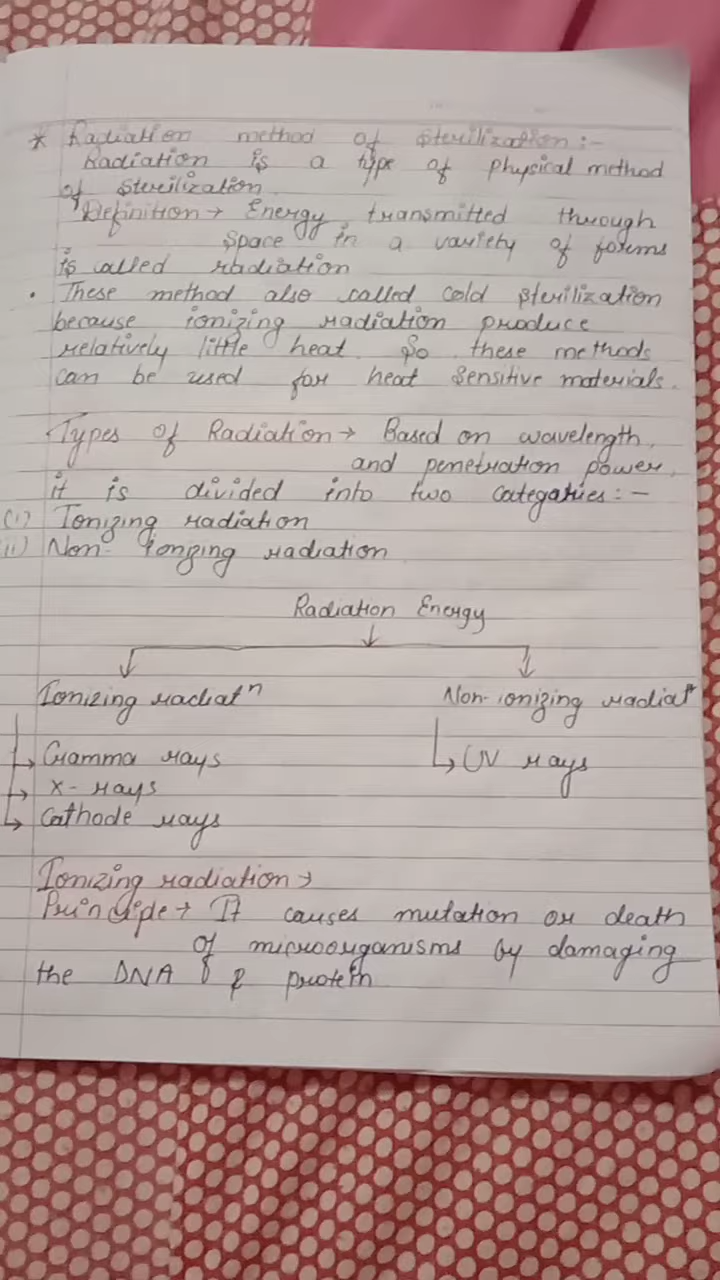 * Radiation method of sterilization :-
Radiation is a type of physical method
of sterilization
Definition → Energy transmitted through
space in a variety of forms
is called radiation
• These method also called cold sterilization
because ionizing radiation produce
relatively little heat. So these methods
can be used for heat sensitive materials.
Types of Radiation → Based on wavelength
and penetration power,
it is divided into two categories :-
(i) Ionizing radiation
ii) Non- ionizing radiation
Radiation Energy
Ionizing radiatⁿ Non-ionizing radiatⁿ
Gamma rays UV rays
X-rays
Cathode rays
Ionizing radiation →
Principle → It causes mutation or death
of microorganisms by damaging
the DNA & protein